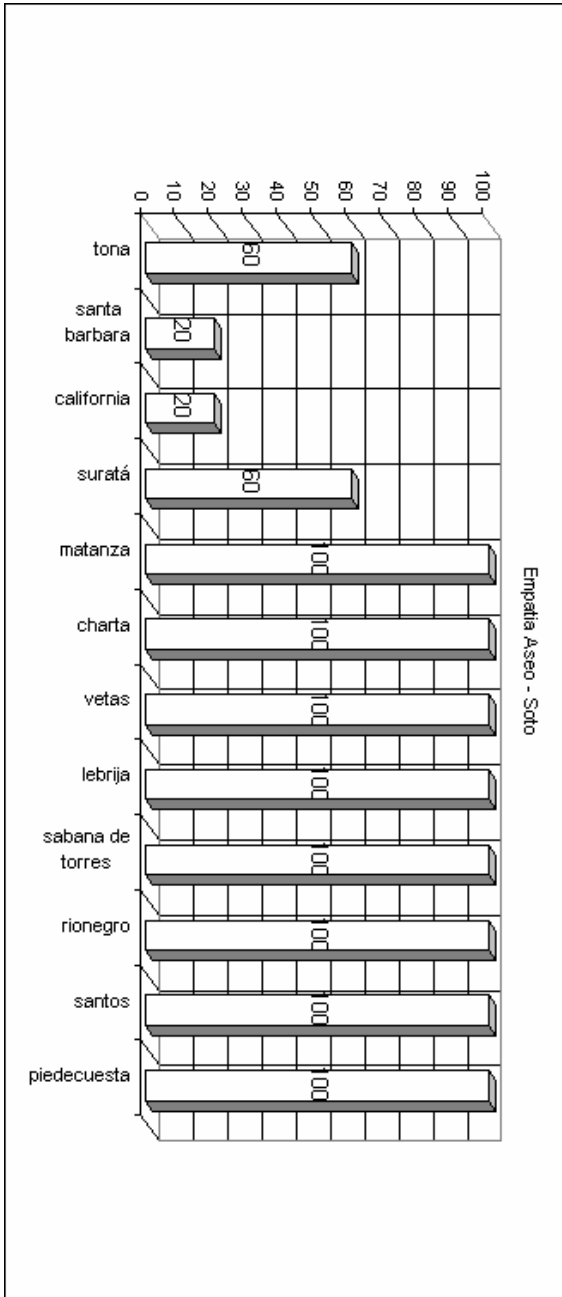 Empatia Aseo - Soto
100
90
80
70
60
50
40
30
20
10
0
60
20
20
60
100
100
100
100
100
100
100
100
tona
santa
barbara
california
suratá
matanza
charta
vetas
lebrija
sabana de
torres
rionegro
santos
piedecuesta